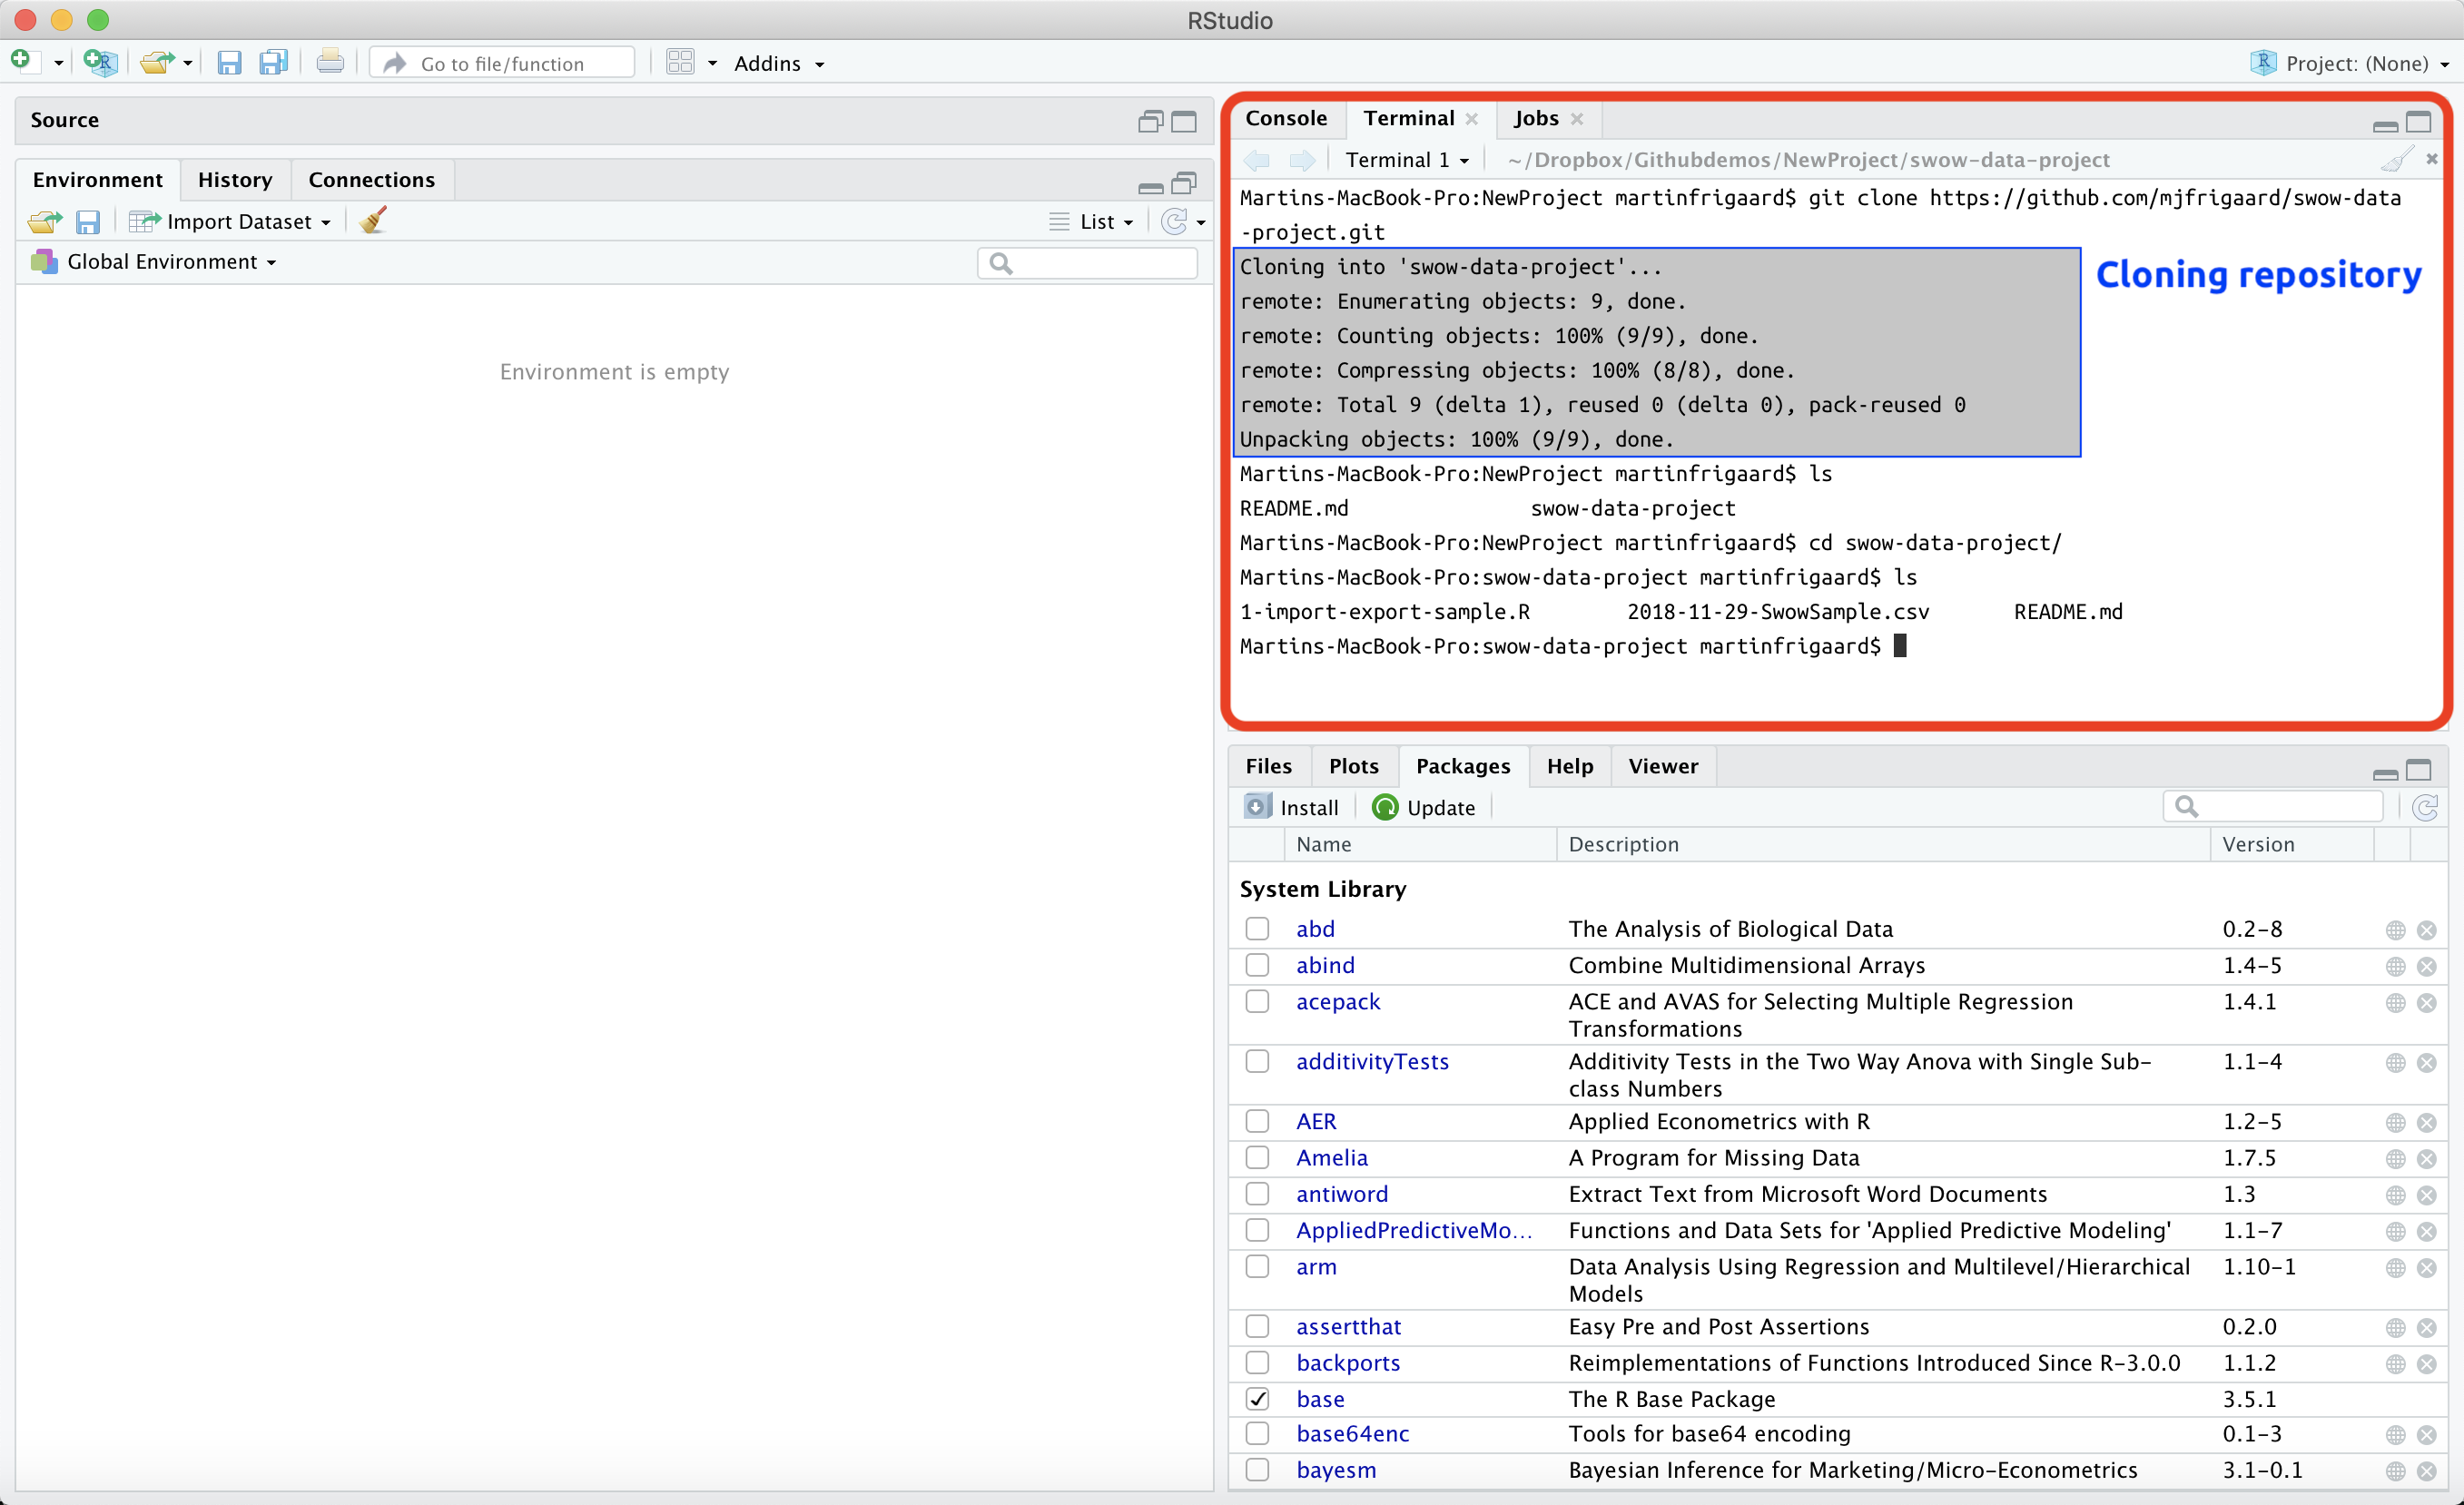 RStudio
Go to file/function
Addins
Project: (None)
Source
Environment History Connections
Import Dataset
List
Global Environment
Environment is empty
Console Terminal Jobs
Terminal 1 ~/Dropbox/Githubdemos/NewProject/swow-data-project
Martins-MacBook-Pro:NewProject martinfrigaard$ git clone https://github.com/mjfrigaard/swow-data
-project.git
Cloning into 'swow-data-project'...
remote: Enumerating objects: 9, done.
remote: Counting objects: 100% (9/9), done.
remote: Compressing objects: 100% (8/8), done.
remote: Total 9 (delta 1), reused 0 (delta 0), pack-reused 0
Unpacking objects: 100% (9/9), done.
Cloning repository
Martins-MacBook-Pro:NewProject martinfrigaard$ ls
README.md swow-data-project
Martins-MacBook-Pro:NewProject martinfrigaard$ cd swow-data-project/
Martins-MacBook-Pro:swow-data-project martinfrigaard$ ls
1-import-export-sample.R 2018-11-29-SwowSample.csv README.md
Martins-MacBook-Pro:swow-data-project martinfrigaard$
Files Plots Packages Help Viewer
Install Update
Name Description Version
System Library
abd The Analysis of Biological Data 0.2-8
abind Combine Multidimensional Arrays 1.4-5
acepack ACE and AVAS for Selecting Multiple Regression 1.4.1
Transformations
additivityTests Additivity Tests in the Two Way Anova with Single Sub- 1.1-4
class Numbers
AER Applied Econometrics with R 1.2-5
Amelia A Program for Missing Data 1.7.5
antiword Extract Text from Microsoft Word Documents 1.3
AppliedPredictiveMo... Functions and Data Sets for 'Applied Predictive Modeling' 1.1-7
arm Data Analysis Using Regression and Multilevel/Hierarchical 1.10-1
Models
assertthat Easy Pre and Post Assertions 0.2.0
backports Reimplementations of Functions Introduced Since R-3.0.0 1.1.2
base The R Base Package 3.5.1
base64enc Tools for base64 encoding 0.1-3
bayesm Bayesian Inference for Marketing/Micro-Econometrics 3.1-0.1